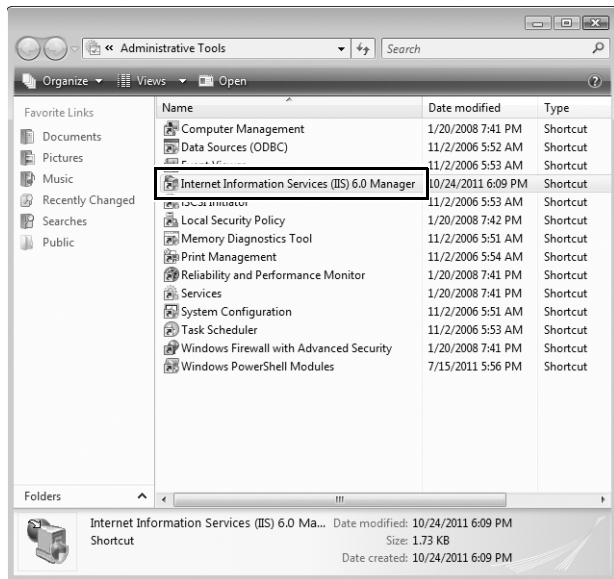 « Administrative Tools
Search
Organize
Views
Open
Favorite Links
Documents
Pictures
Music
Recently Changed
Searches
Public
Name Date modified Type
Computer Management 1/20/2008 7:41 PM Shortcut
Data Sources (ODBC) 11/2/2006 5:52 AM Shortcut
Event Viewer 11/2/2006 5:53 AM Shortcut
Internet Information Services (IIS) 6.0 Manager 10/24/2011 6:09 PM Shortcut
iSCSI Initiator 11/2/2006 5:53 AM Shortcut
Local Security Policy 1/20/2008 7:42 PM Shortcut
Memory Diagnostics Tool 11/2/2006 5:51 AM Shortcut
Print Management 11/2/2006 5:54 AM Shortcut
Reliability and Performance Monitor 1/20/2008 7:41 PM Shortcut
Services 1/20/2008 7:41 PM Shortcut
System Configuration 11/2/2006 5:51 AM Shortcut
Task Scheduler 11/2/2006 5:53 AM Shortcut
Windows Firewall with Advanced Security 1/20/2008 7:41 PM Shortcut
Windows PowerShell Modules 7/15/2011 5:56 PM Shortcut
Folders
Internet Information Services (IIS) 6.0 Ma... Date modified: 10/24/2011 6:09 PM
Shortcut Size: 1.73 KB
Date created: 10/24/2011 6:09 PM